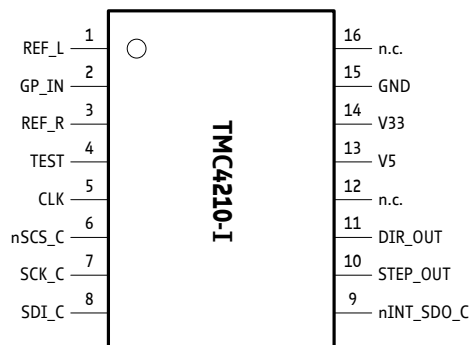 REF_L 1
GP_IN 2
REF_R 3
TEST 4
CLK 5
nSCS_C 6
SCK_C 7
SDI_C 8
TMC4210-I
16 n.c.
15 GND
14 V33
13 V5
12 n.c.
11 DIR_OUT
10 STEP_OUT
9 nINT_SDO_C